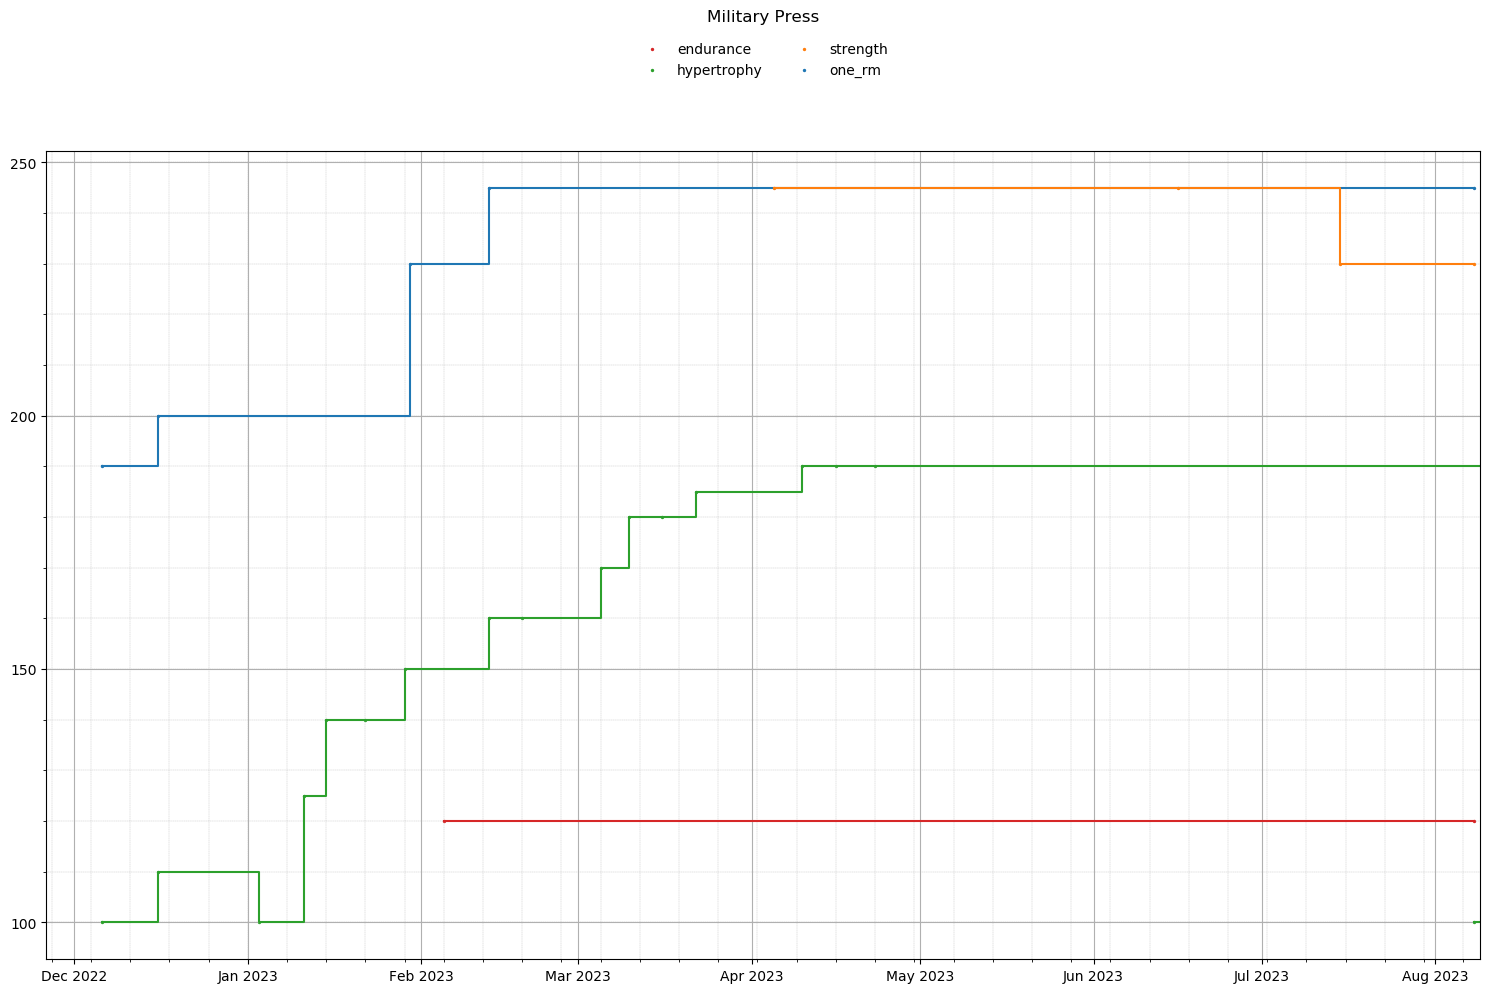 Military Press
endurance strength
hypertrophy one_rm
250
200
150
100
Dec 2022 Jan 2023 Feb 2023 Mar 2023 Apr 2023 May 2023 Jun 2023 Jul 2023 Aug 2023